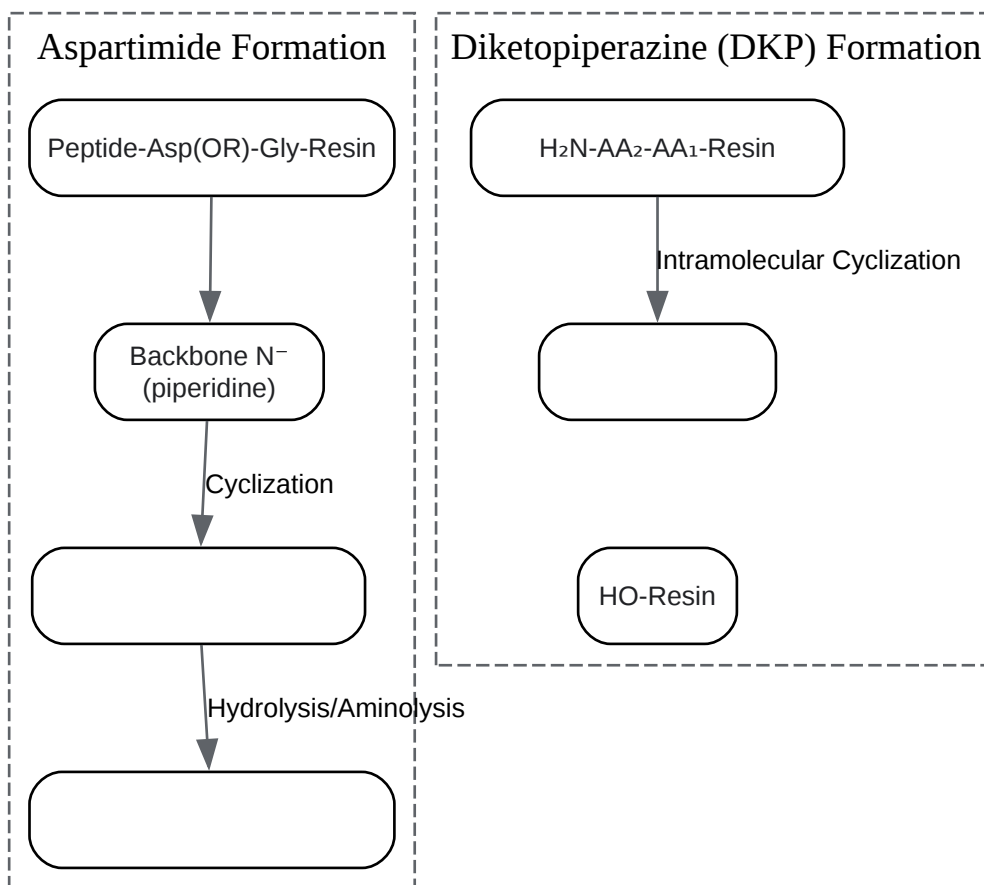 Aspartimide Formation
Peptide-Asp(OR)-Gly-Resin
Backbone N⁻
(piperidine)
Cyclization
Hydrolysis/Aminolysis
Diketopiperazine (DKP) Formation
H₂N-AA₂-AA₁-Resin
Intramolecular Cyclization
HO-Resin